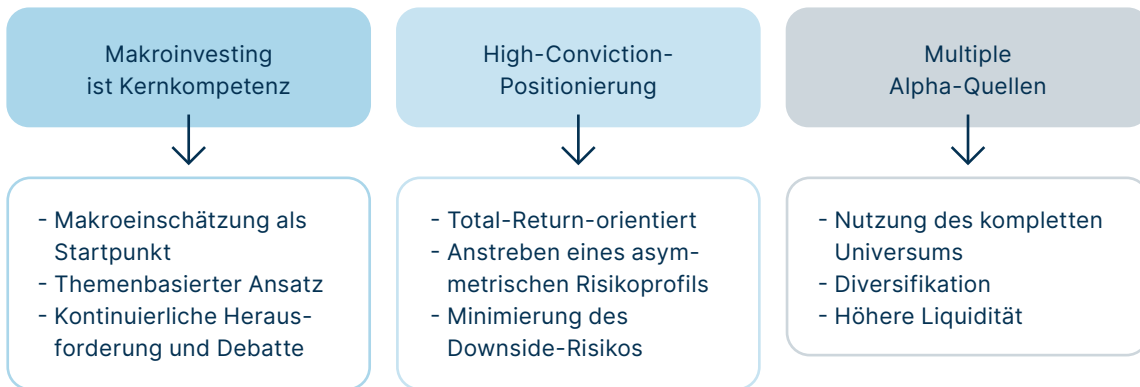 Makroinvesting
ist Kernkompetenz
- Makroeinschätzung als
Startpunkt
- Themenbasierter Ansatz
- Kontinuierliche Heraus-
forderung und Debatte
High-Conviction-
Positionierung
- Total-Return-orientiert
- Anstreben eines asym-
metrischen Risikoprofils
- Minimierung des
Downside-Risikos
Multiple
Alpha-Quellen
- Nutzung des kompletten
Universums
- Diversifikation
- Höhere Liquidität